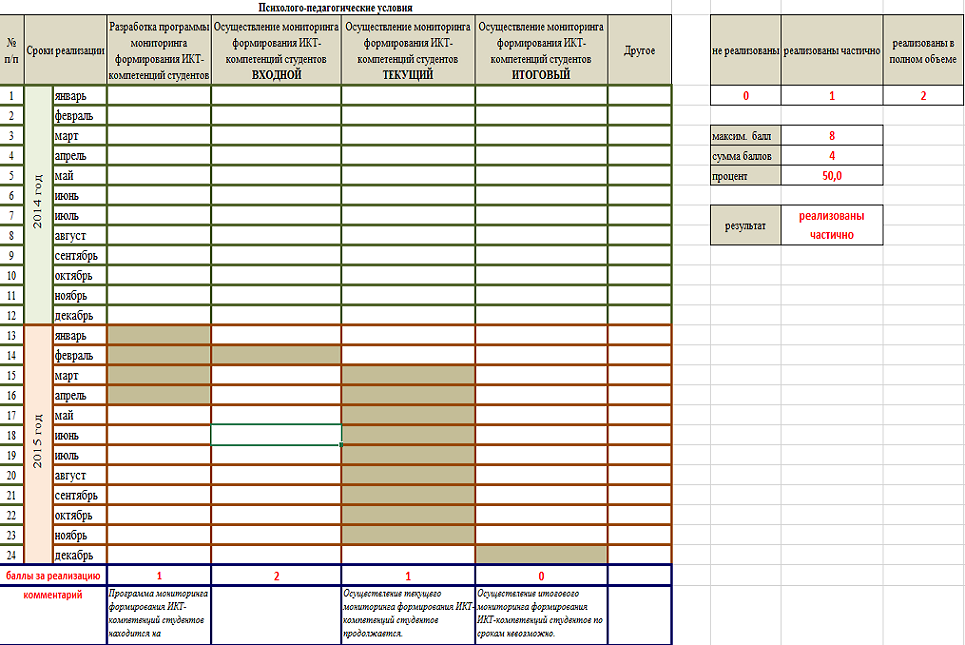 Психолого-педагогические условия
№ п/п
Сроки реализации
Разработка программы
мониторинга
формирования ИКТ-
компетенций студентов
Осуществление мониторинга
формирования ИКТ-
компетенций студентов
ВХОДНОЙ
Осуществление мониторинга
формирования ИКТ-
компетенций студентов
ТЕКУЩИЙ
Осуществление мониторинга
формирования ИКТ-
компетенций студентов
ИТОГОВЫЙ
Другое
2014 год
1 январь
2 февраль
3 март
4 апрель
5 май
6 июнь
7 июль
8 август
9 сентябрь
10 октябрь
11 ноябрь
12 декабрь
2015 год
13 январь
14 февраль
15 март
16 апрель
17 май
18 июнь
19 июль
20 август
21 сентябрь
22 октябрь
23 ноябрь
24 декабрь
баллы за реализацию 1 2 1 0
комментарий
Программа мониторинга
формирования ИКТ-
компетенций студентов
находится на
Осуществление текущего
мониторинга формирования ИКТ-
компетенций студентов
продолжается.
Осуществление итогового
мониторинга формирования
ИКТ-компетенций студентов по
срокам невозможно.
не реализованы
реализованы частично
реализованы в
полном объеме
0 1 2
максим. балл 8
сумма баллов 4
процент 50,0
результат
реализованы
частично